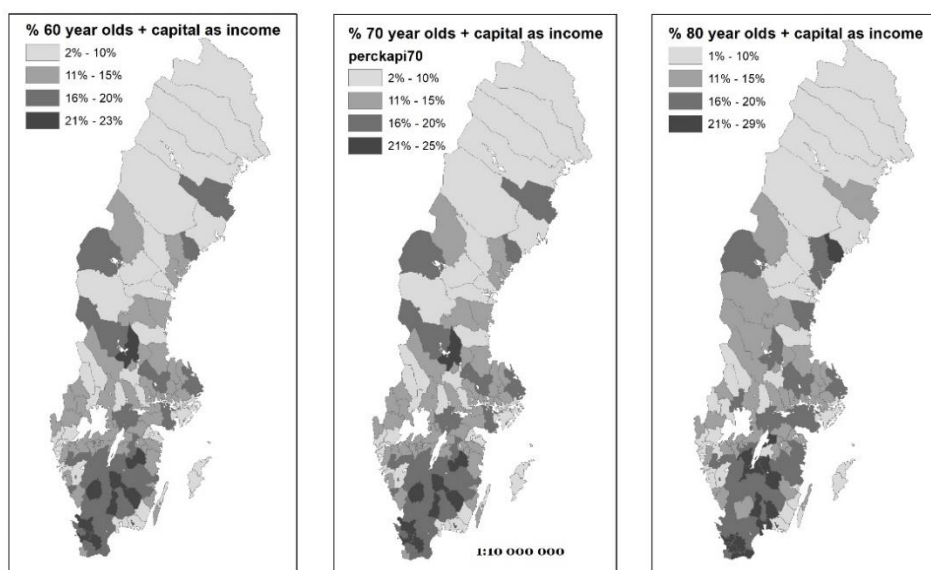 % 60 year olds + capital as income
2% - 10%
11% - 15%
16% - 20%
21% - 23%
% 70 year olds + capital as income
perckapi70
2% - 10%
11% - 15%
16% - 20%
21% - 25%
1:10 000 000
% 80 year olds + capital as income
1% - 10%
11% - 15%
16% - 20%
21% - 29%